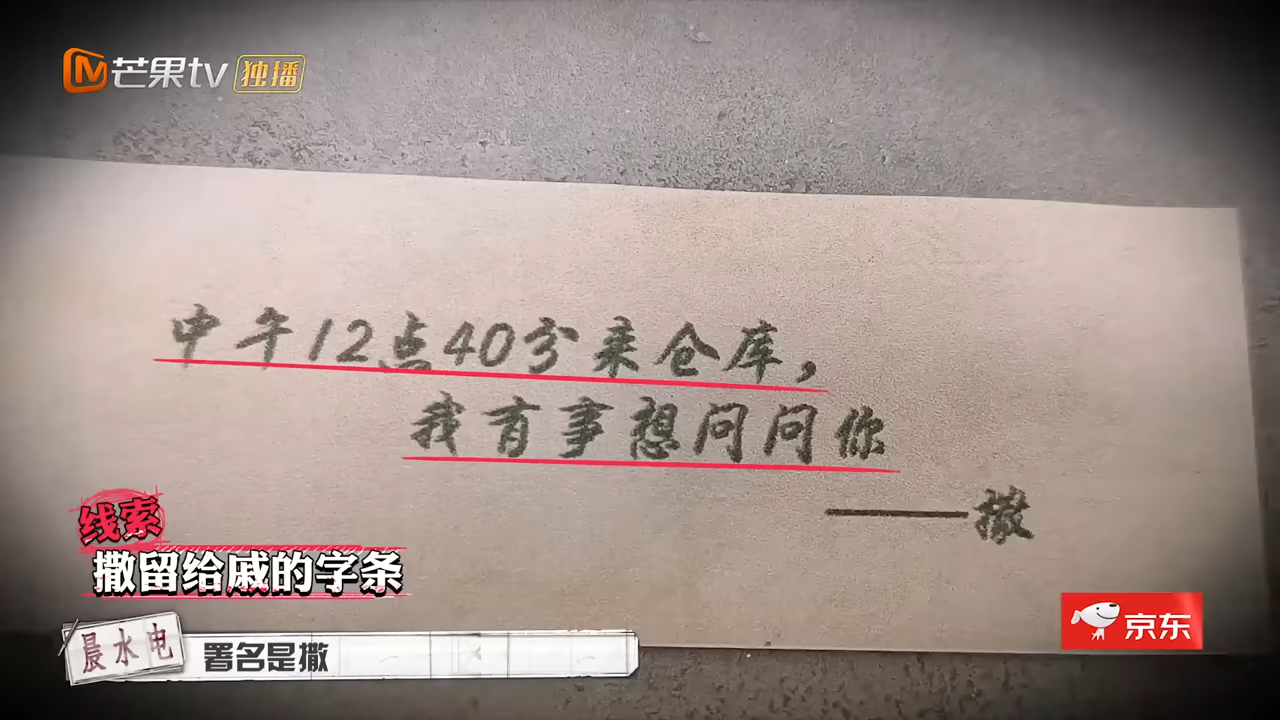 芒果tv 独播
中午12点40分来仓库，
我有事想问问你
——撒
线索
撒留给戚的字条
晨水电 署名是撒
京东